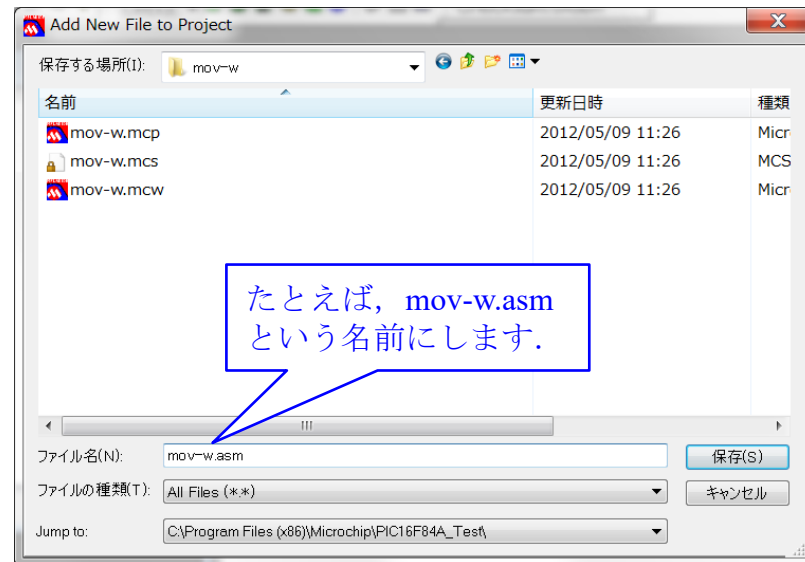 Add New File to Project
保存する場所(I):
mov-w
名前
更新日時
種類
mov-w.mcp
2012/05/09 11:26
Micr
mov-w.mcs
2012/05/09 11:26
MCS
mov-w.mcw
2012/05/09 11:26
Micr
たとえば，mov-w.asm
という名前にします．
ファイル名(N):
mov-w.asm
保存(S)
ファイルの種類(T):
All Files (*.*)
キャンセル
Jump to:
C:\Program Files (x86)\Microchip\PIC16F84A_Test\